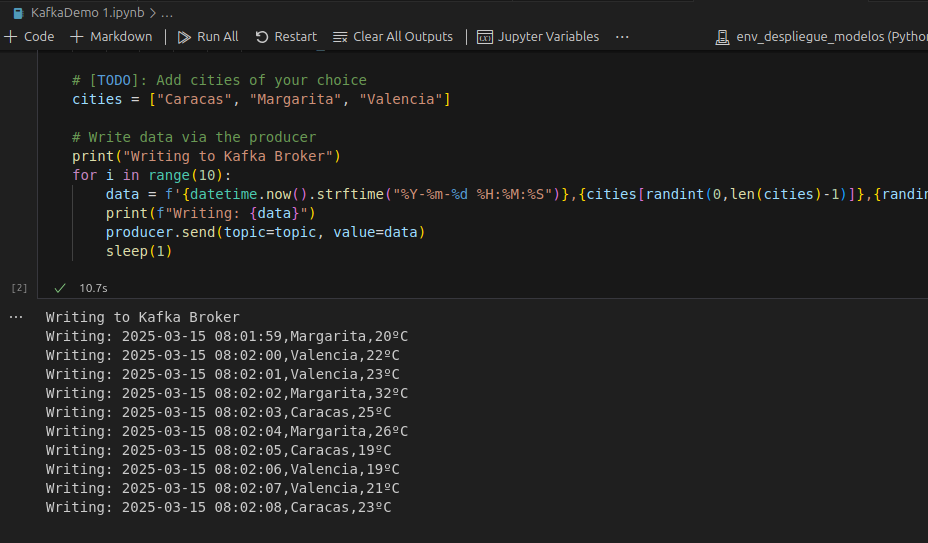 KafkaDemo 1.ipynb > ...
+ Code + Markdown | Run All Restart Clear All Outputs | Jupyter Variables ... env_despliegue_modelos (Python
# [TODO]: Add cities of your choice
cities = ["Caracas", "Margarita", "Valencia"]
# Write data via the producer
print("Writing to Kafka Broker")
for i in range(10):
data = f'{datetime.now().strftime("%Y-%m-%d %H:%M:%S")},{cities[randint(0,len(cities)-1)]},{randin
print(f"Writing: {data}")
producer.send(topic=topic, value=data)
sleep(1)
[2] ✓ 10.7s
... Writing to Kafka Broker
Writing: 2025-03-15 08:01:59,Margarita,20ºC
Writing: 2025-03-15 08:02:00,Valencia,22ºC
Writing: 2025-03-15 08:02:01,Valencia,23ºC
Writing: 2025-03-15 08:02:02,Margarita,32ºC
Writing: 2025-03-15 08:02:03,Caracas,25ºC
Writing: 2025-03-15 08:02:04,Margarita,26ºC
Writing: 2025-03-15 08:02:05,Caracas,19ºC
Writing: 2025-03-15 08:02:06,Valencia,19ºC
Writing: 2025-03-15 08:02:07,Valencia,21ºC
Writing: 2025-03-15 08:02:08,Caracas,23ºC